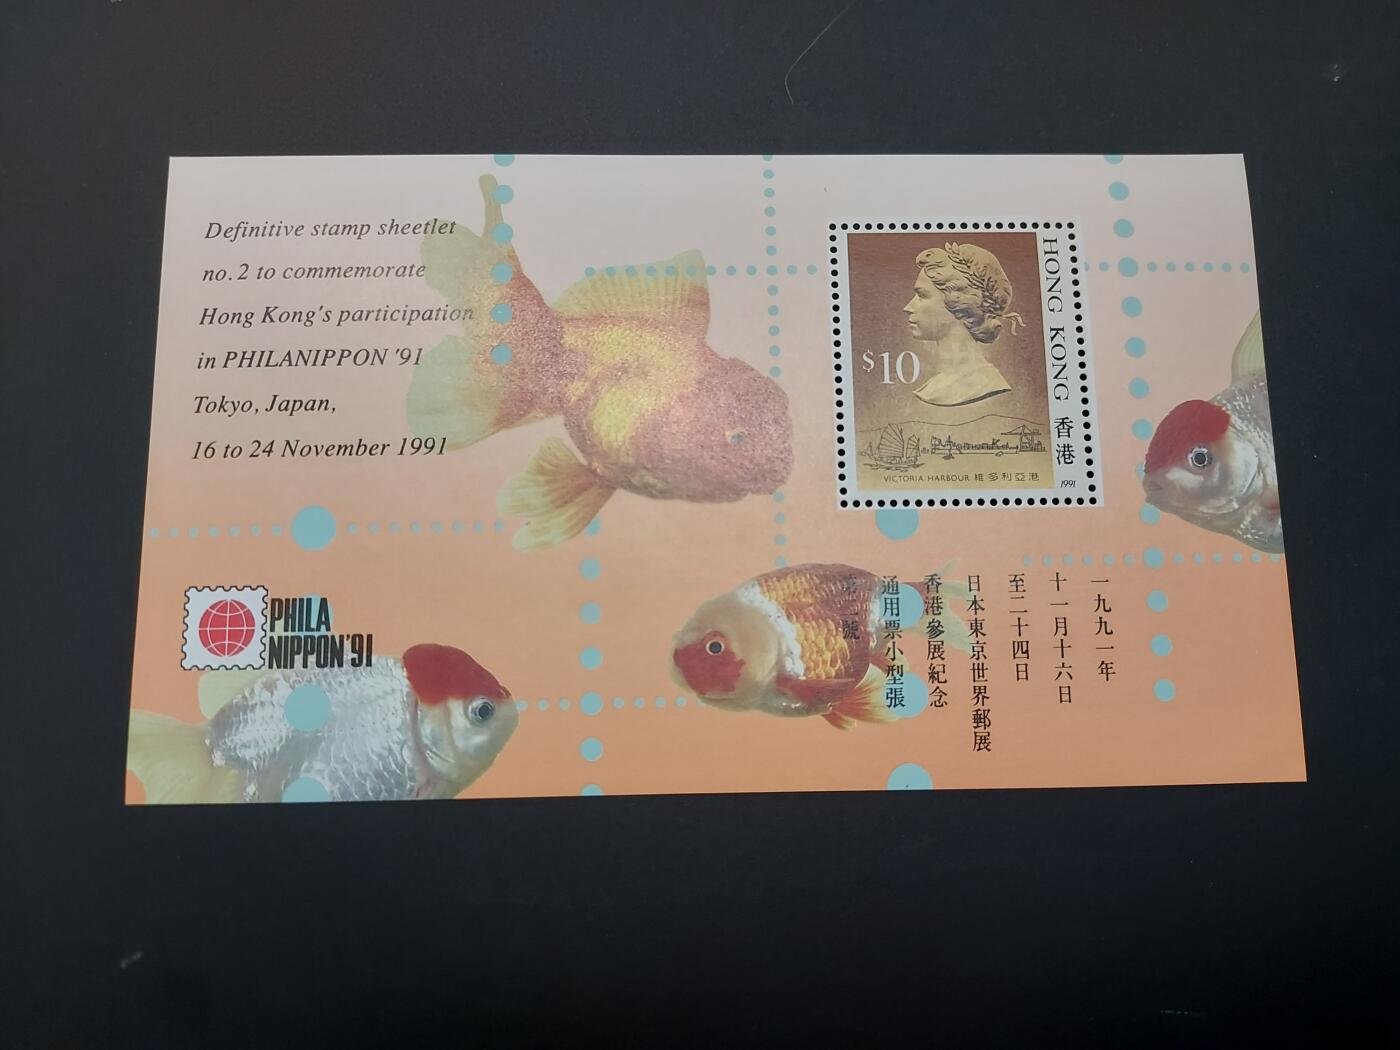 Definitive stamp sheetlet
no. 2 to commemorate
Hong Kong's participation
in PHILANIPPON '91
Tokyo, Japan,
16 to 24 November 1991
HONG KONG 香港
$10
VICTORIA HARBOUR 維多利亞港
1991
PHILA
NIPPON'91
一九九一年
十一月十六日
至二十四日
日本東京世界郵展
香港參展紀念
通用票小型張
第二號